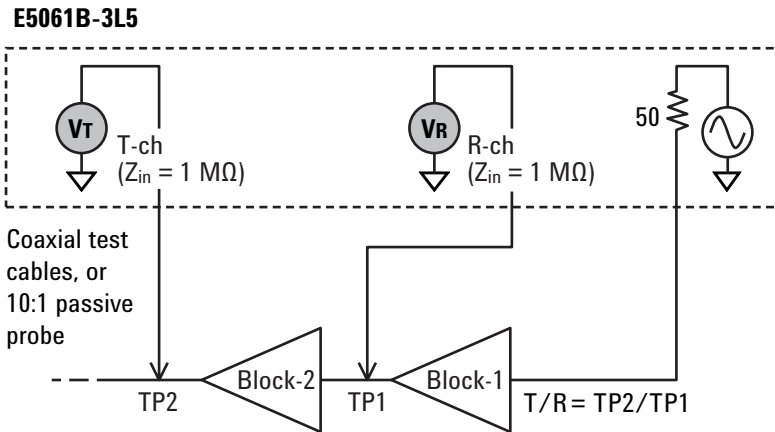 E5061B-3L5
VT
T-ch
(Zin = 1 MΩ)
VR
R-ch
(Zin = 1 MΩ)
50
Coaxial test
cables, or
10:1 passive
probe
Block-2
Block-1
TP2
TP1
T/R = TP2/TP1